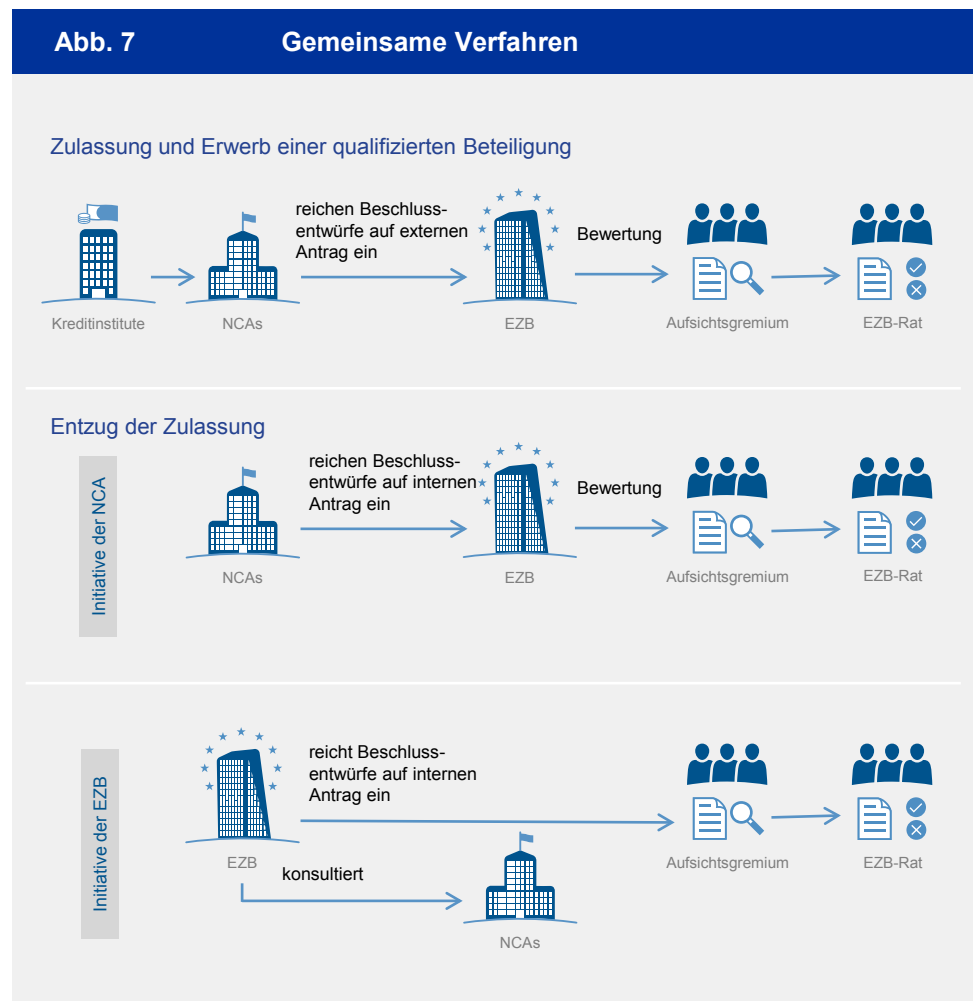 Abb. 7 Gemeinsame Verfahren
Zulassung und Erwerb einer qualifizierten Beteiligung
reichen Beschluss-
entwürfe auf externen
Antrag ein
Bewertung
Kreditinstitute
NCAs
EZB
Aufsichtsgremium
EZB-Rat
Entzug der Zulassung
Initiative der NCA
reichen Beschluss-
entwürfe auf internen
Antrag ein
Bewertung
NCAs
EZB
Aufsichtsgremium
EZB-Rat
Initiative der EZB
reicht Beschluss-
entwürfe auf internen
Antrag ein
EZB
konsultiert
NCAs
Aufsichtsgremium
EZB-Rat